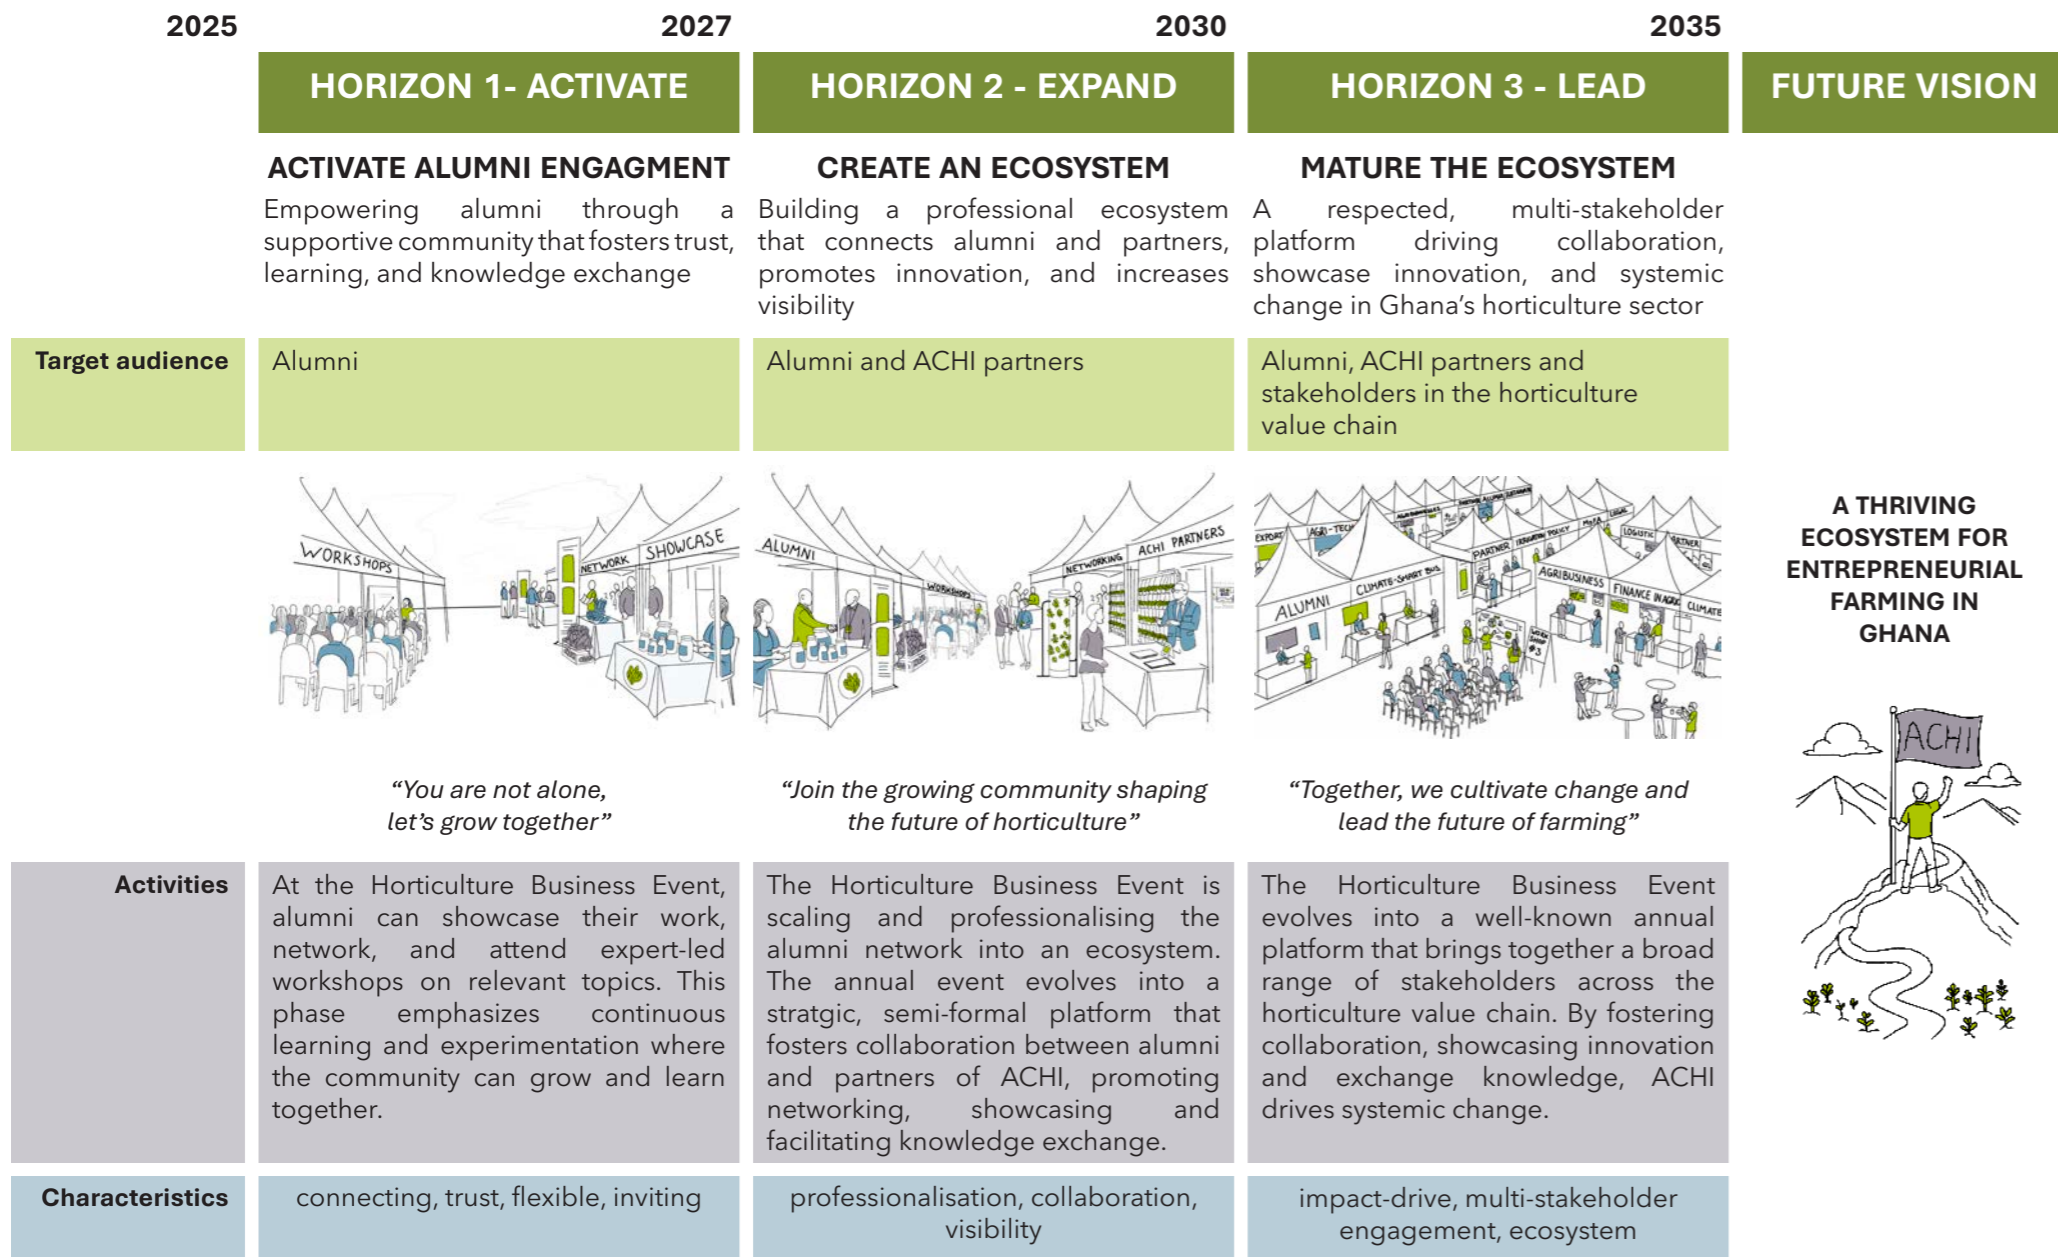 2025
2027
2030
2035
HORIZON 1- ACTIVATE
HORIZON 2 - EXPAND
HORIZON 3 - LEAD
FUTURE VISION
ACTIVATE ALUMNI ENGAGMENT
Empowering alumni through a
supportive community that fosters trust,
learning, and knowledge exchange
CREATE AN ECOSYSTEM
Building a professional ecosystem
that connects alumni and partners,
promotes innovation, and increases
visibility
MATURE THE ECOSYSTEM
A respected, multi-stakeholder
platform driving collaboration,
showcase innovation, and systemic
change in Ghana's horticulture sector
Target audience
Alumni
Alumni and ACHI partners
Alumni, ACHI partners and
stakeholders in the horticulture
value chain
WORKSHOPS
NETWORK
SHOWCASE
ALUMNI
WORKSHOPS
NETWORKING
ACHI PARTNERS
EXPORT
AGRI-TECH
PARTNER
IRRIGATION POLICY
MoFA
LEGAL
LOGISTIC
ALUMNI
CLIMATE-SMART BUS.
AGRIBUSINESS
FINANCE IN AGRI
CLIMATE
WORK
SHOP
#3
A THRIVING
ECOSYSTEM FOR
ENTREPRENEURIAL
FARMING IN
GHANA
ACHI
"You are not alone,
let's grow together"
"Join the growing community shaping
the future of horticulture"
"Together, we cultivate change and
lead the future of farming"
Activities
At the Horticulture Business Event,
alumni can showcase their work,
network, and attend expert-led
workshops on relevant topics. This
phase emphasizes continuous
learning and experimentation where
the community can grow and learn
together.
The Horticulture Business Event is
scaling and professionalising the
alumni network into an ecosystem.
The annual event evolves into a
stratgic, semi-formal platform that
fosters collaboration between alumni
and partners of ACHI, promoting
networking, showcasing and
facilitating knowledge exchange.
The Horticulture Business Event
evolves into a well-known annual
platform that brings together a broad
range of stakeholders across the
horticulture value chain. By fostering
collaboration, showcasing innovation
and exchange knowledge, ACHI
drives systemic change.
Characteristics
connecting, trust, flexible, inviting
professionalisation, collaboration,
visibility
impact-drive, multi-stakeholder
engagement, ecosystem